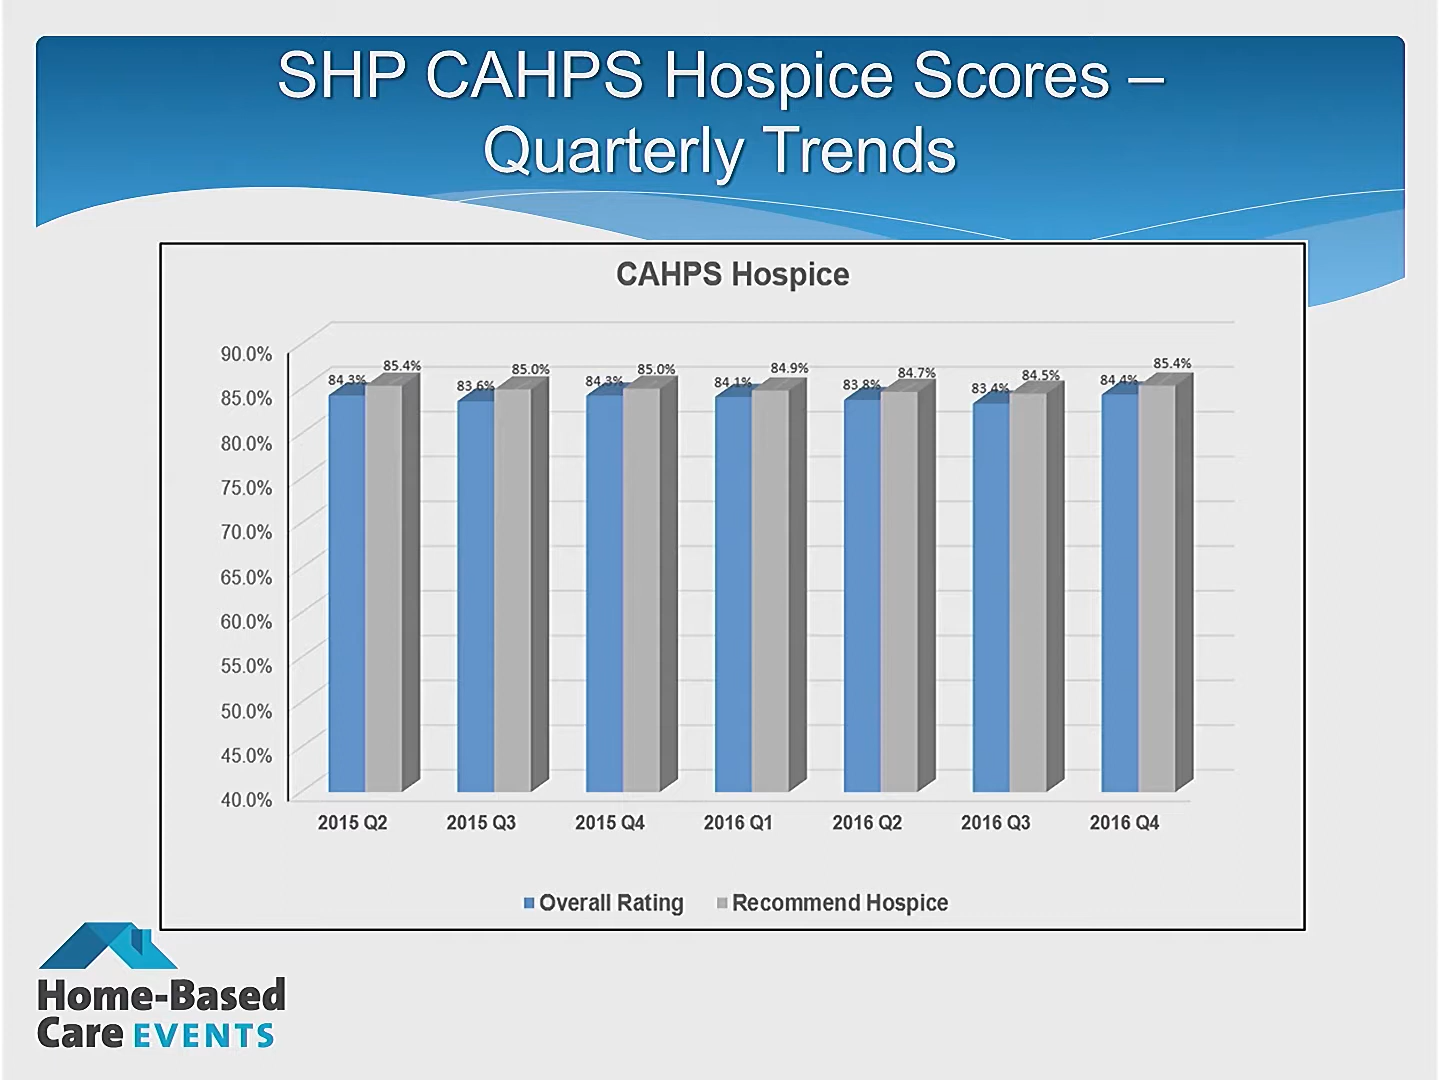 SHP CAHPS Hospice Scores –
Quarterly Trends
CAHPS Hospice
90.0%
85.0%
80.0%
75.0%
70.0%
65.0%
60.0%
55.0%
50.0%
45.0%
40.0%
84.3% 85.4% 83.6% 85.0% 84.3% 85.0% 84.1% 84.9% 83.8% 84.7% 83.4% 84.5% 84.4% 85.4%
2015 Q2 2015 Q3 2015 Q4 2016 Q1 2016 Q2 2016 Q3 2016 Q4
Overall Rating Recommend Hospice
Home-Based
Care EVENTS